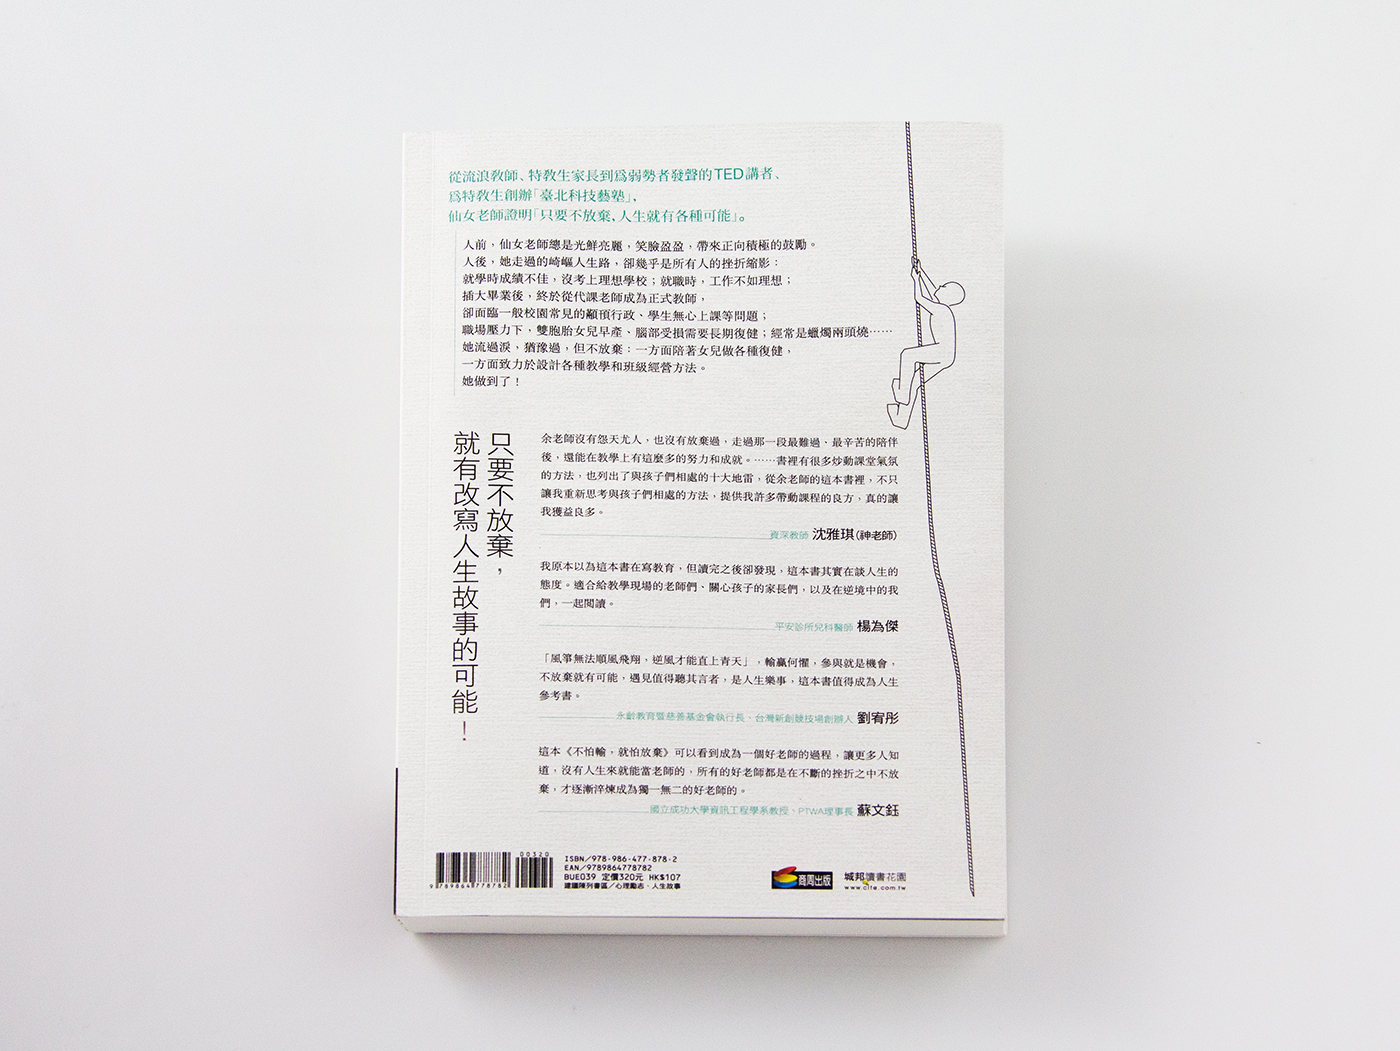 從流浪教師、特教生家長到為弱勢者發聲的TED講者、
為特教生創辦「臺北科技藝塾」,
仙女老師證明「只要不放棄,人生就有各種可能」。
人前，仙女老師總是光鮮亮麗，笑臉盈盈，帶來正向積極的鼓勵。
人後，她走過的崎嶇人生路，卻幾乎是所有人的挫折縮影：
就學時成績不佳，沒考上理想學校；就職時，工作不如理想；
插大畢業後，終於從代課老師成為正式教師，
卻面臨一般校園常見的顢頇行政、學生無心上課等問題；
職場壓力下，雙胞胎女兒早產、腦部受損需要長期復健；經常是蠟燭兩頭燒……
她流過淚，猶豫過，但不放棄：一方面陪著女兒做各種復健，
一方面致力於設計各種教學和班級經營方法。
她做到了！
只要不放棄，
就有改寫人生故事的可能！
余老師沒有怨天尤人，也沒有放棄過，走過那一段最難過、最辛苦的陪伴
後，還能在教學上有這麼多的努力和成就。……書裡有很多炒動課堂氣氛
的方法，也列出了與孩子們相處的十大地雷，從余老師的這本書裡，不只
讓我重新思考與孩子們相處的方法，提供我許多帶動課程的良方，真的讓
我獲益良多。
資深教師 沈雅琪(神老師)
我原本以為這本書在寫教育，但讀完之後卻發現，這本書其實在談人生的
態度。適合給教學現場的老師們、關心孩子的家長們，以及在逆境中的我
們，一起閱讀。
平安診所兒科醫師 楊為傑
「風箏無法順風飛翔，逆風才能直上青天」，輸贏何懼，參與就是機會，
不放棄就有可能，遇見值得聽其言者，是人生樂事，這本書值得成為人生
參考書。
永齡教育暨慈善基金會執行長、台灣新創競技場創辦人 劉宥彤
這本《不怕輸，就怕放棄》可以看到成為一個好老師的過程，讓更多人知
道，沒有人生來就能當老師的，所有的好老師都是在不斷的挫折之中不放
棄，才逐漸淬煉成為獨一無二的好老師的。
國立成功大學資訊工程學系教授、PTWA理事長 蘇文鈺
00320
9 789864 778782
ISBN/978-986-477-878-2
EAN/9789864778782
BUE039 定價320元 HK$107
建議陳列書區/心理勵志．人生故事
商周出版
城邦讀書花園
www.cite.com.tw